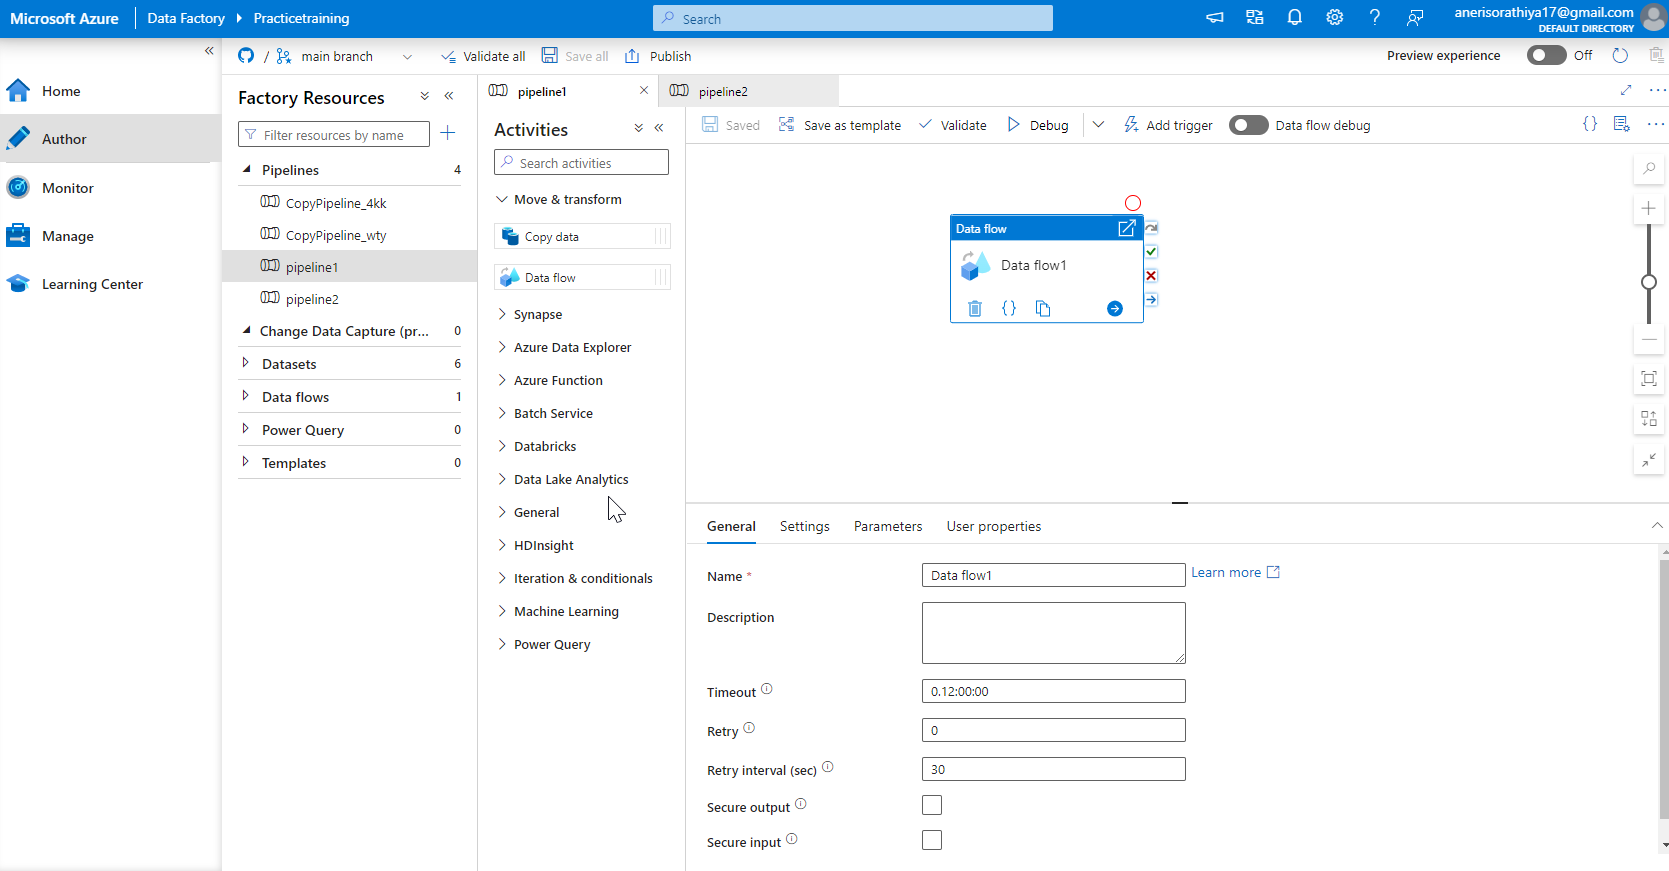 Microsoft Azure
Data Factory
Practicetraining
Search
anerisorathiya17@gmail.com
DEFAULT DIRECTORY
Home
Author
Monitor
Manage
Learning Center
/
main branch
Validate all
Save all
Publish
Preview experience
Off
Factory Resources
Filter resources by name
Pipelines 4
CopyPipeline_4kk
CopyPipeline_wty
pipeline1
pipeline2
Change Data Capture (pr... 0
Datasets 6
Data flows 1
Power Query 0
Templates 0
pipeline1
pipeline2
Activities
Search activities
Move & transform
Copy data
Data flow
Synapse
Azure Data Explorer
Azure Function
Batch Service
Databricks
Data Lake Analytics
General
HDInsight
Iteration & conditionals
Machine Learning
Power Query
Saved
Save as template
Validate
Debug
Add trigger
Data flow debug
Data flow
Data flow1
General
Settings
Parameters
User properties
Name *
Data flow1
Learn more
Description
Timeout
0.12:00:00
Retry
0
Retry interval (sec)
30
Secure output
Secure input